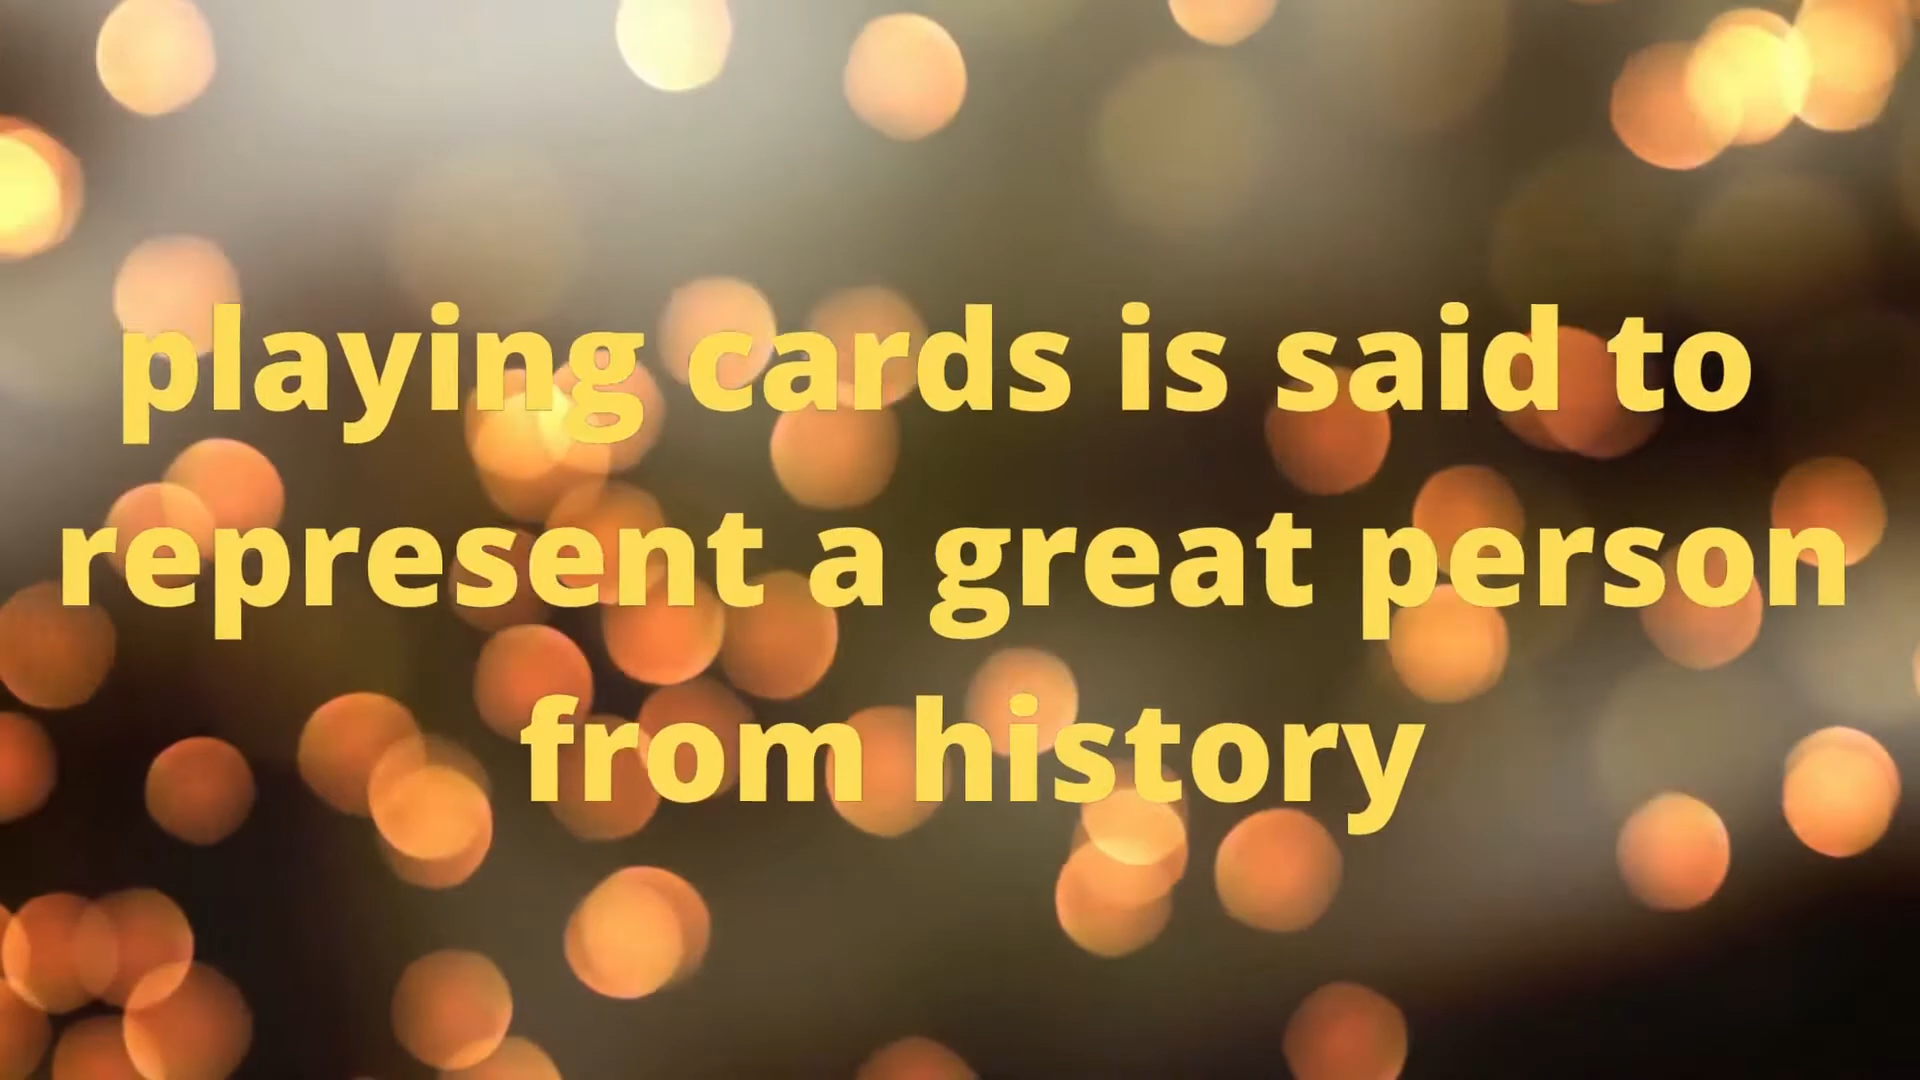 playing cards is said to
represent a great person
from history